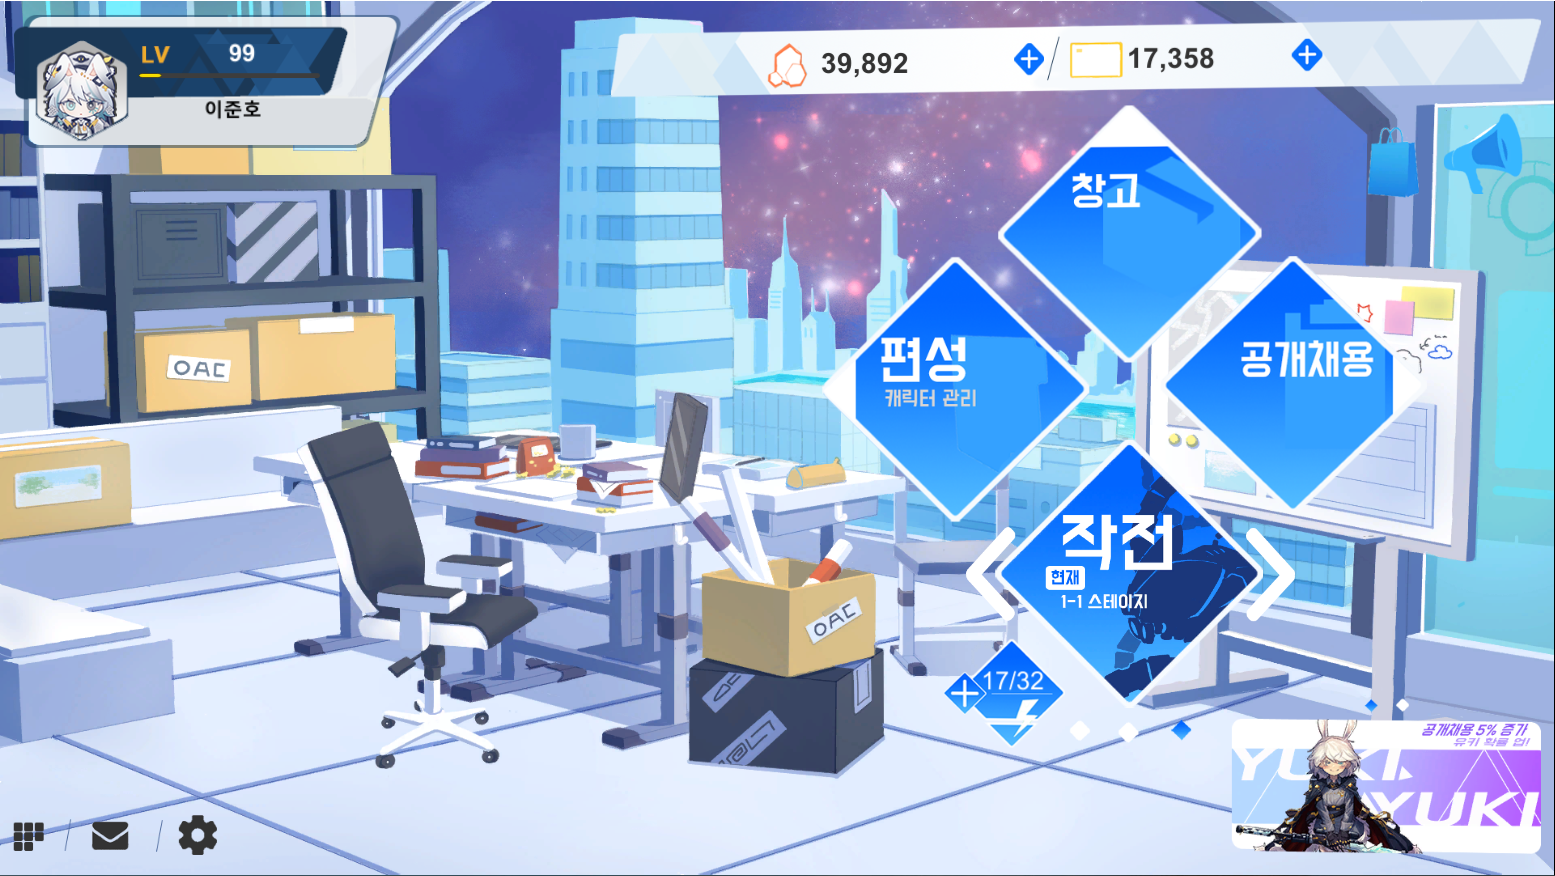 LV 99
이준호
39,892
17,358
창고
편성
캐릭터 관리
공개채용
작전
현재
1-1 스테이지
17/32
OAC
OAC
공개채용 5% 증가
유키 확률 업!
YUKI.
YUKI